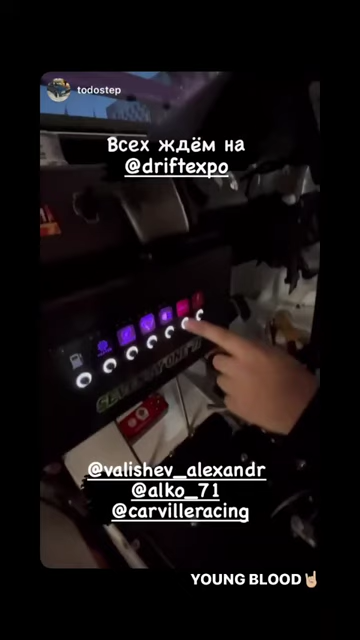 todostep
Всех ждём на
@driftexpo
@valishev_alexandr
@alko_71
@carvilleracing
YOUNG BLOOD🤘🏻